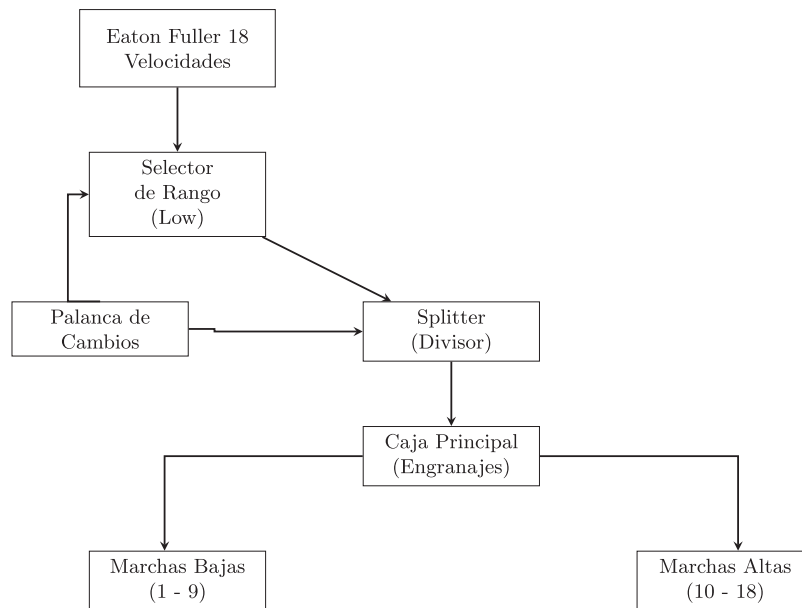 Eaton Fuller 18
Velocidades
Selector
de Rango
(Low)
Palanca de
Cambios
Splitter
(Divisor)
Caja Principal
(Engranajes)
Marchas Bajas
(1 - 9)
Marchas Altas
(10 - 18)